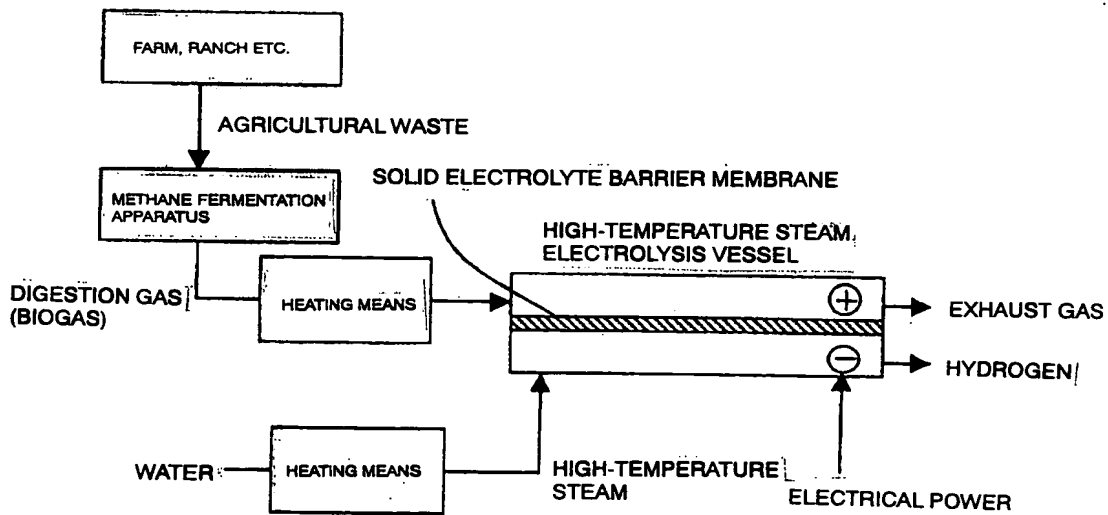 FARM, RANCH ETC.
AGRICULTURAL WASTE
METHANE FERMENTATION
APPARATUS
SOLID ELECTROLYTE BARRIER MEMBRANE
HIGH-TEMPERATURE STEAM
ELECTROLYSIS VESSEL
DIGESTION GAS
(BIOGAS)
HEATING MEANS
+
EXHAUST GAS
−
HYDROGEN
WATER
HEATING MEANS
HIGH-TEMPERATURE
STEAM
ELECTRICAL POWER